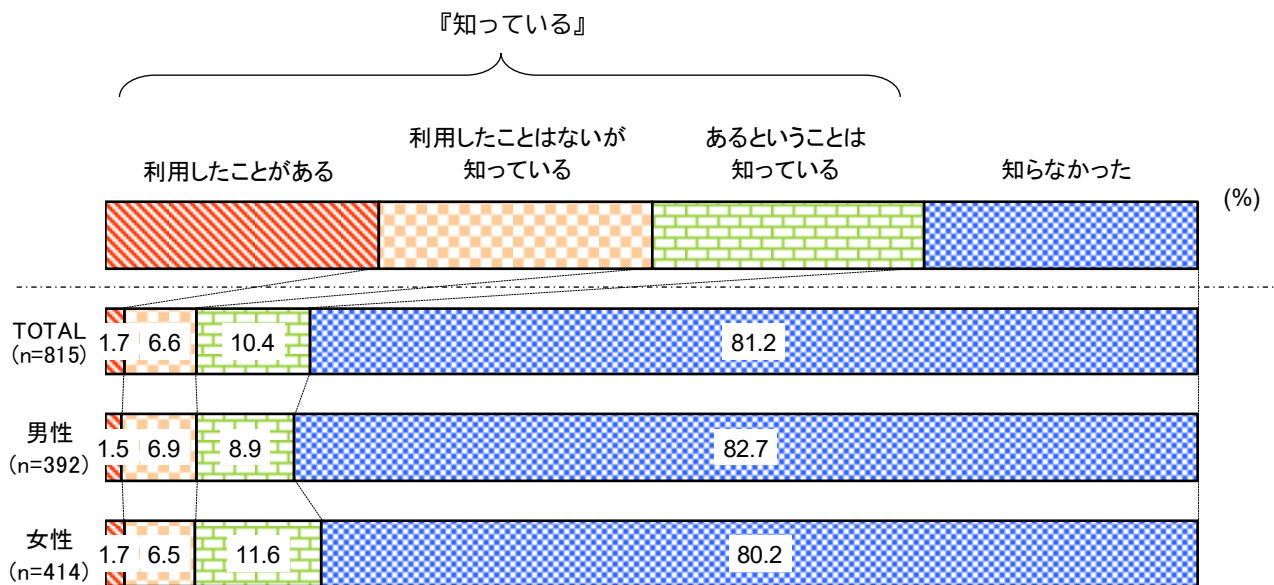 『知っている』
利用したことがある
利用したことはないが
知っている
あるということは
知っている
知らなかった
(%)
TOTAL
(n=815)
1.7 6.6 10.4 81.2
男性
(n=392)
1.5 6.9 8.9 82.7
女性
(n=414)
1.7 6.5 11.6 80.2